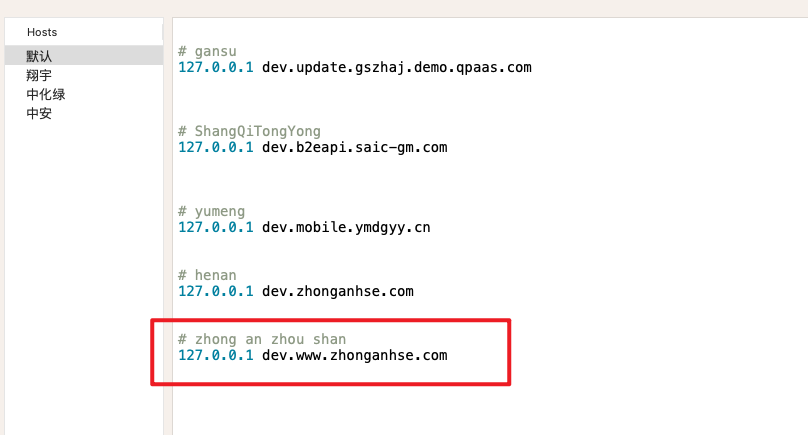 Hosts
默认
翔宇
中化绿
中安
# gansu
127.0.0.1 dev.update.gszhaj.demo.qpaas.com
# ShangQiTongYong
127.0.0.1 dev.b2eapi.saic-gm.com
# yumeng
127.0.0.1 dev.mobile.ymdgyy.cn
# henan
127.0.0.1 dev.zhonganhse.com
# zhong an zhou shan
127.0.0.1 dev.www.zhonganhse.com